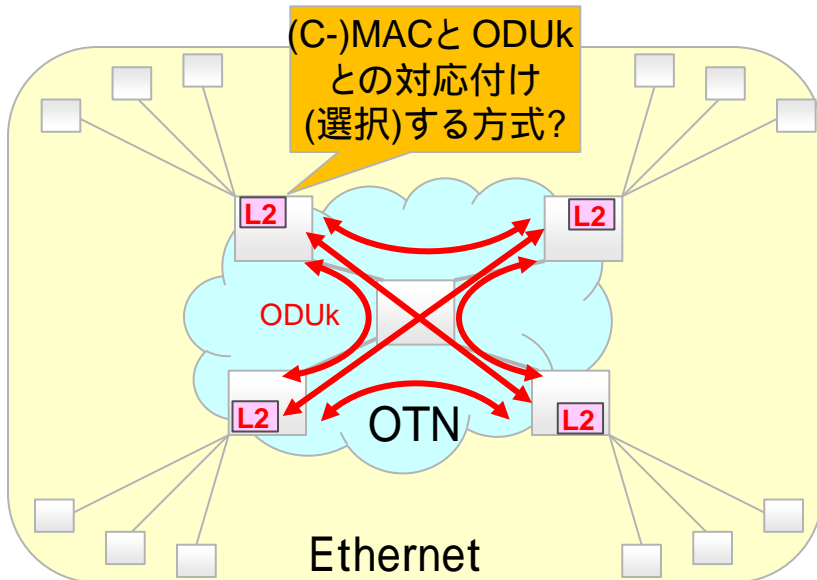 (C-)MACと ODUk
との対応付け
(選択)する方式?
L2
L2
ODUk
L2
OTN
L2
Ethernet